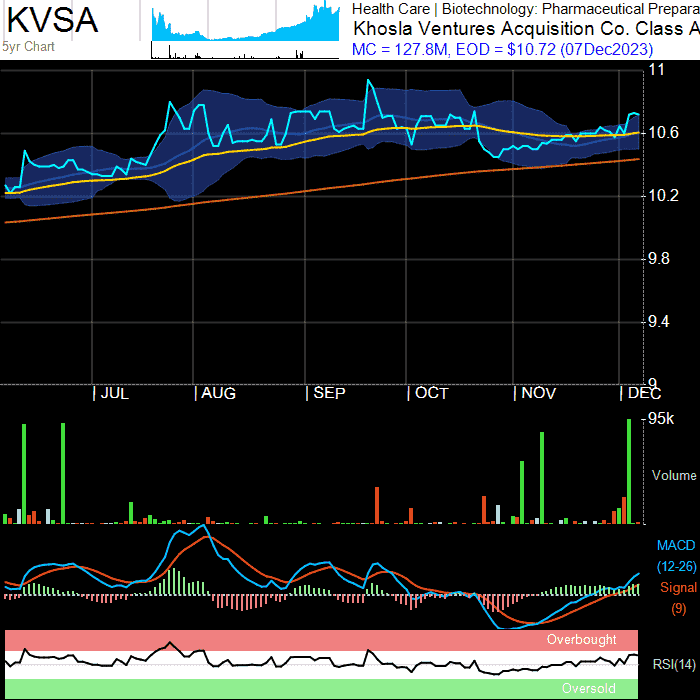 KVSA
5yr Chart
Health Care | Biotechnology: Pharmaceutical Prepara
Khosla Ventures Acquisition Co. Class A
MC = 127.8M, EOD = $10.72 (07Dec2023)
11
10.6
10.2
9.8
9.4
9
JUL
AUG
SEP
OCT
NOV
DEC
95k
Volume
MACD
(12-26)
Signal
(9)
Overbought
RSI(14)
Oversold